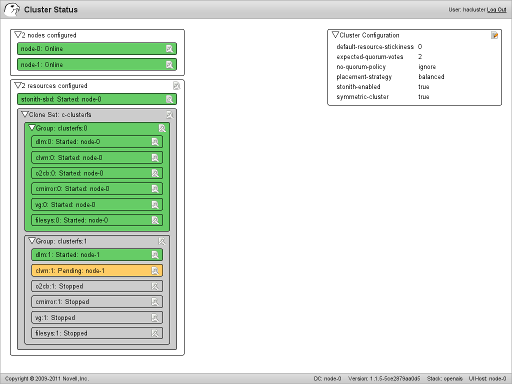 Cluster Status
User: hacluster Log Out
2 nodes configured
node-0: Online
node-1: Online
2 resources configured
stonith-sbd: Started: node-0
Clone Set: c-clusterfs
Group: clusterfs:0
dlm:0: Started: node-0
clvm:0: Started: node-0
o2cb:0: Started: node-0
cmirror:0: Started: node-0
vg:0: Started: node-0
filesys:0: Started: node-0
Group: clusterfs:1
dlm:1: Started: node-1
clvm:1: Pending: node-1
o2cb:1: Stopped
cmirror:1: Stopped
vg:1: Stopped
filesys:1: Stopped
Cluster Configuration
default-resource-stickiness 0
expected-quorum-votes 2
no-quorum-policy ignore
placement-strategy balanced
stonith-enabled true
symmetric-cluster true
Copyright © 2009-2011 Novell, Inc.
DC: node-0 Version: 1.1.5-5ce2879aa0d5 Stack: openais UI Host: node-0